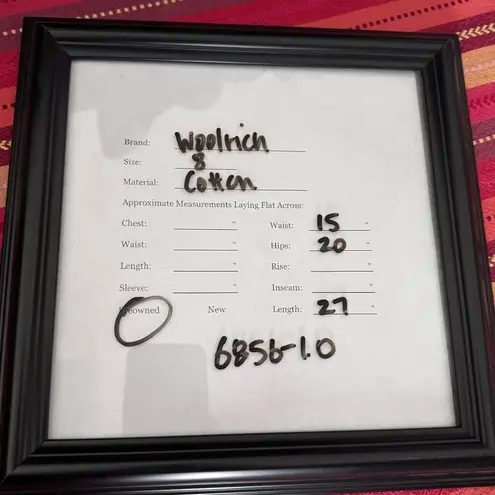 Brand: Woolrich
Size: 8
Material: Cotten
Approximate Measurements Laying Flat Across:
Chest: " Waist: 15 "
Waist: " Hips: 20 "
Length: " Rise: "
Sleeve: " Inseam: "
Preowned New Length: 27 "
6856-1.0